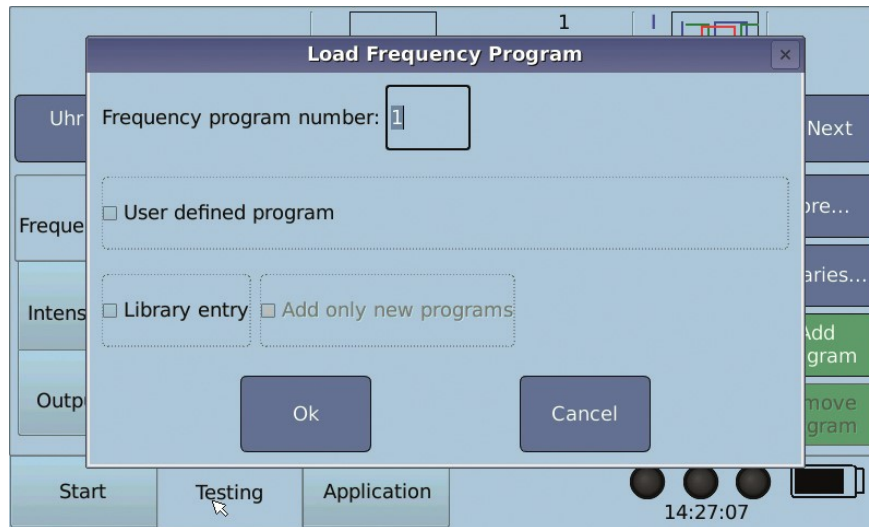 1
Load Frequency Program
×
Uhr
Frequency program number: 1
Next
User defined program
Freque
ore...
Library entry
Add only new programs
aries...
Intens
Add
gram
Outp
Ok
Cancel
move
gram
Start
Testing
Application
14:27:07